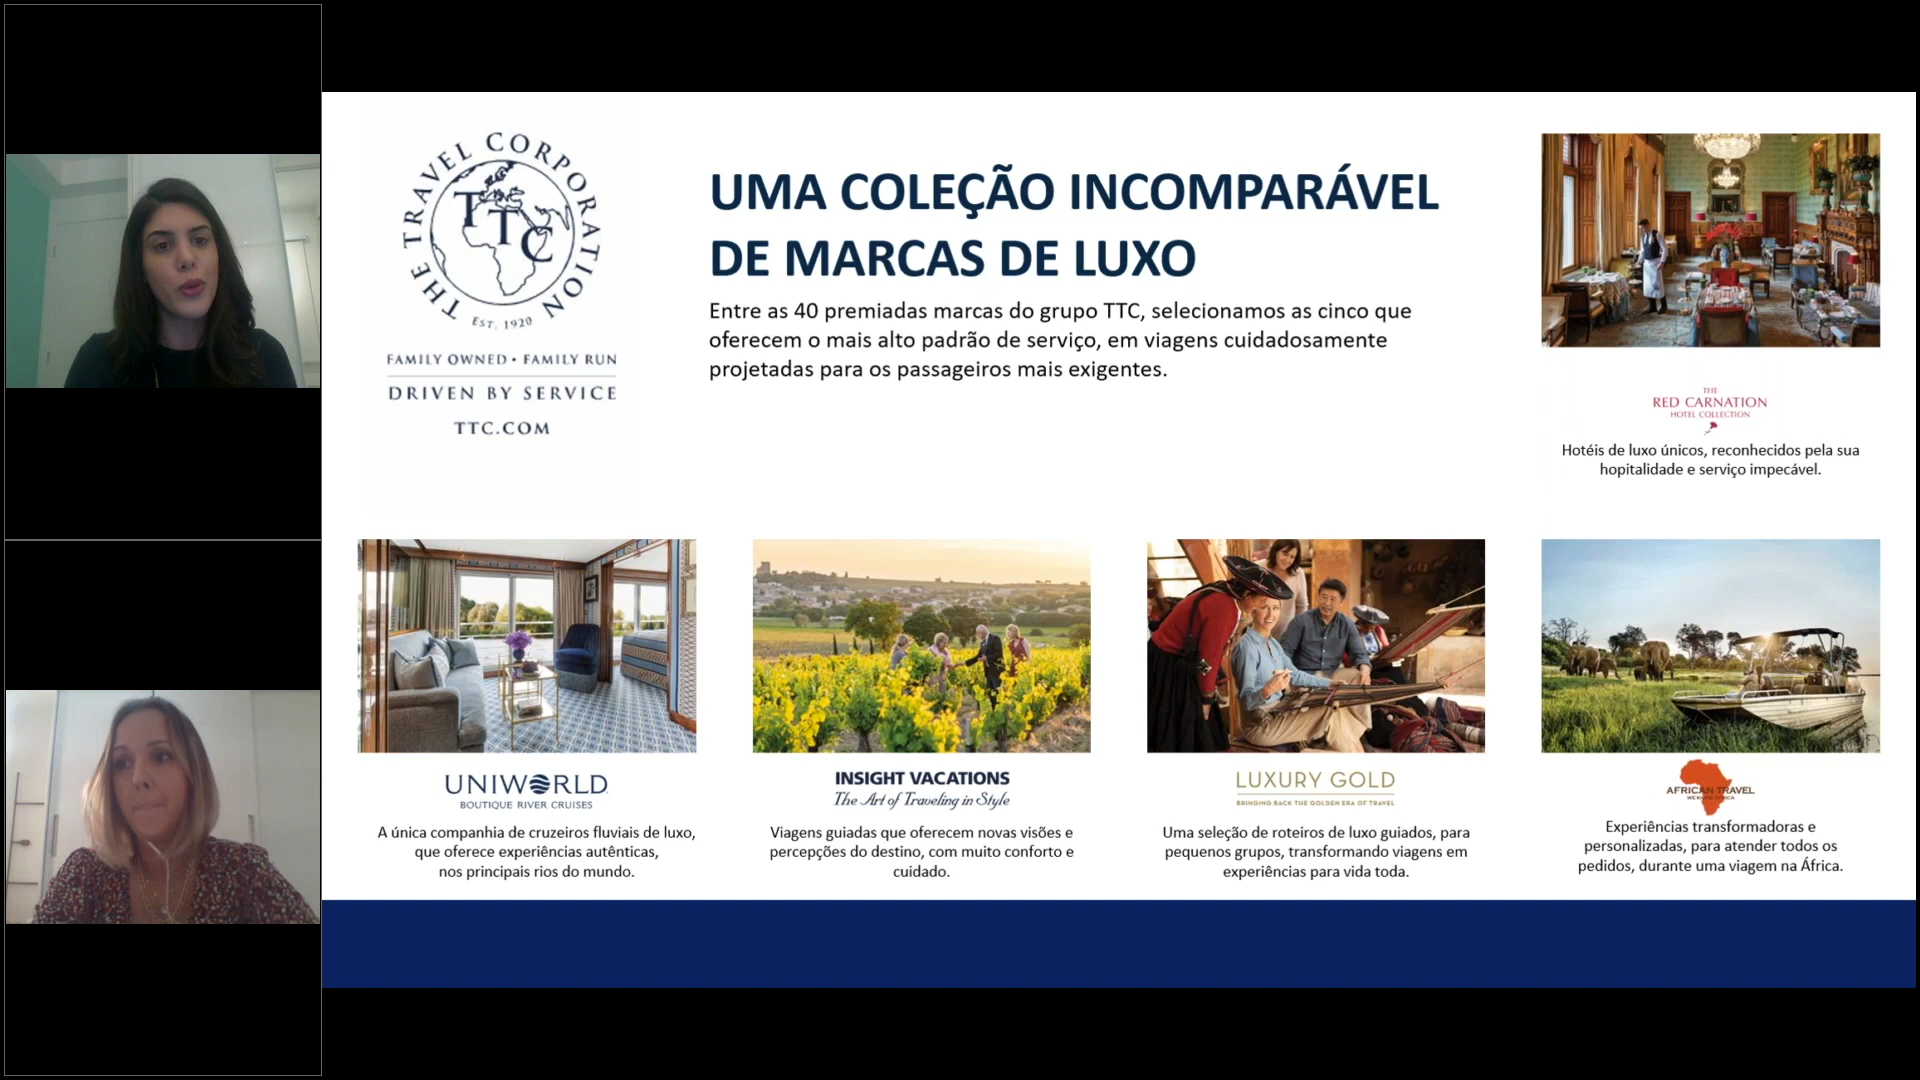 THE TRAVEL CORPORATION
TTC
EST. 1920
FAMILY OWNED • FAMILY RUN
DRIVEN BY SERVICE
TTC.COM
UMA COLEÇÃO INCOMPARÁVEL
DE MARCAS DE LUXO
Entre as 40 premiadas marcas do grupo TTC, selecionamos as cinco que
oferecem o mais alto padrão de serviço, em viagens cuidadosamente
projetadas para os passageiros mais exigentes.
THE
RED CARNATION
HOTEL COLLECTION
Hotéis de luxo únicos, reconhecidos pela sua
hopitalidade e serviço impecável.
UNIWORLD
BOUTIQUE RIVER CRUISES
A única companhia de cruzeiros fluviais de luxo,
que oferece experiências autênticas,
nos principais rios do mundo.
INSIGHT VACATIONS
The Art of Traveling in Style
Viagens guiadas que oferecem novas visões e
percepções do destino, com muito conforto e
cuidado.
LUXURY GOLD
BRINGING BACK THE GOLDEN ERA OF TRAVEL
Uma seleção de roteiros de luxo guiados, para
pequenos grupos, transformando viagens em
experiências para vida toda.
AFRICAN TRAVEL
WE KNOW AFRICA
Experiências transformadoras e
personalizadas, para atender todos os
pedidos, durante uma viagem na África.